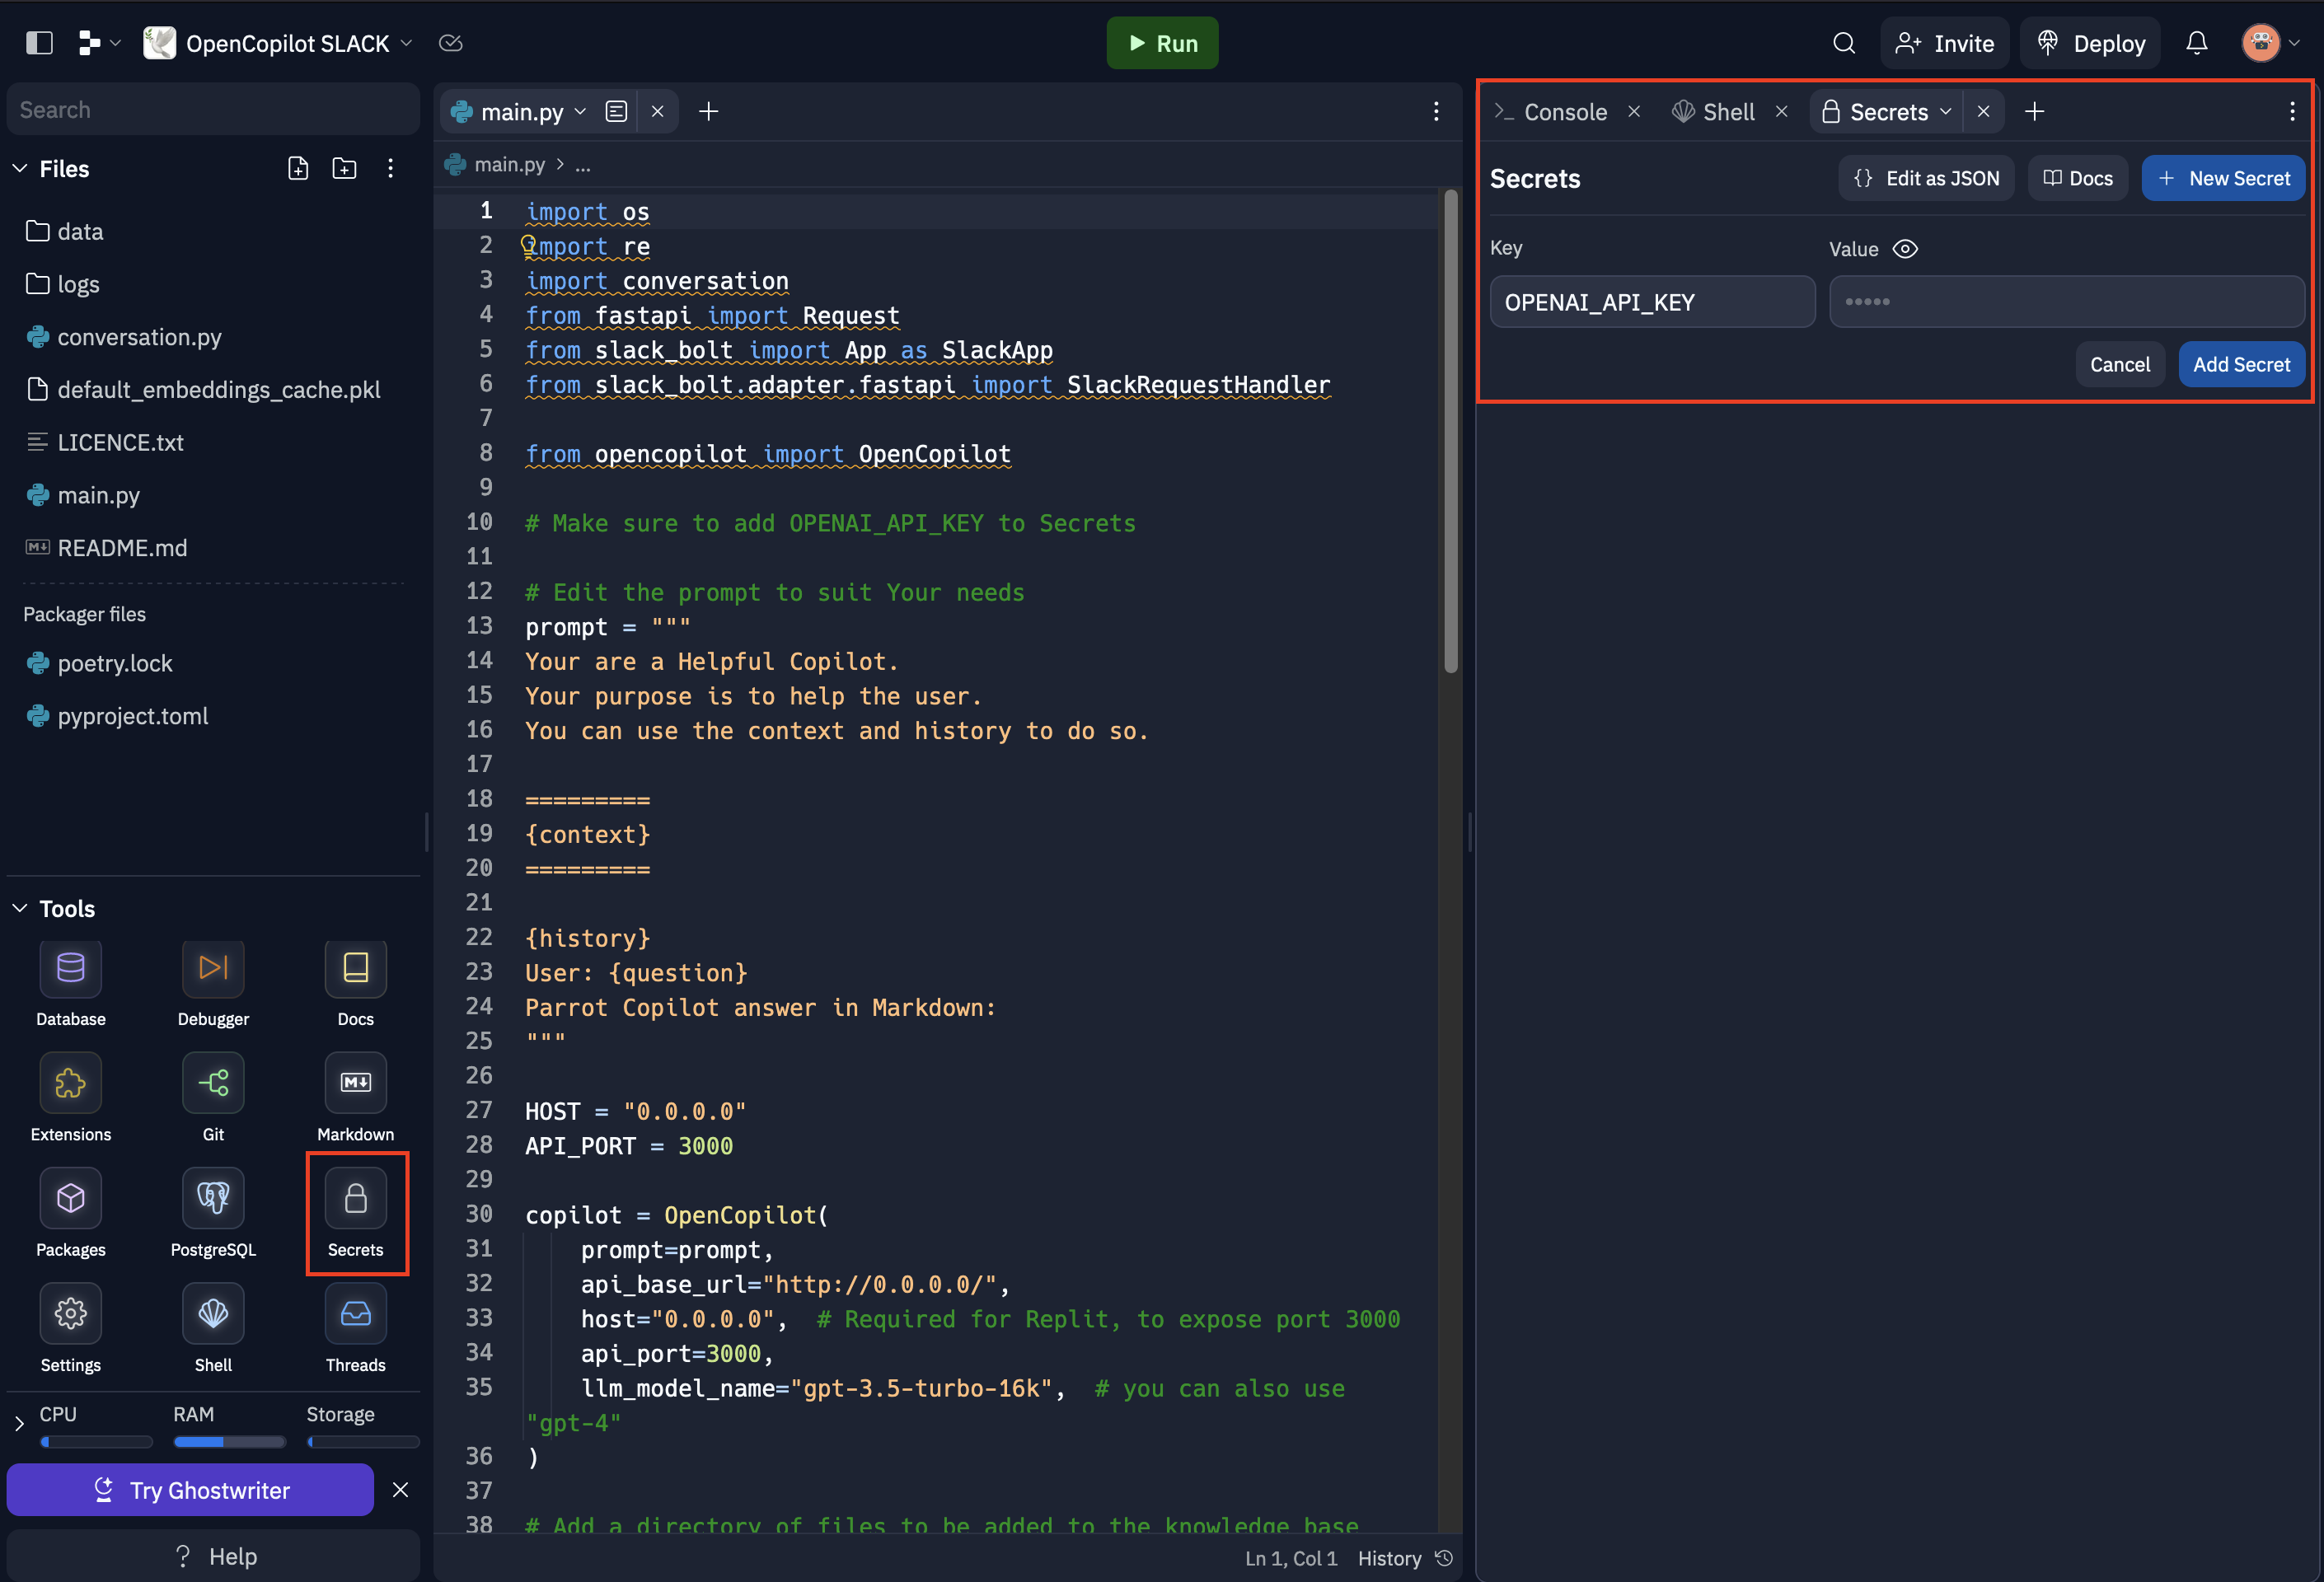 OpenCopilot SLACK
Run
Invite
Deploy
Search
Files
data
logs
conversation.py
default_embeddings_cache.pkl
LICENCE.txt
main.py
README.md
Packager files
poetry.lock
pyproject.toml
Tools
Database Debugger Docs
Extensions Git Markdown
Packages PostgreSQL Secrets
Settings Shell Threads
CPU RAM Storage
Try Ghostwriter
? Help
main.py
main.py > ...
1 import os
2 import re
3 import conversation
4 from fastapi import Request
5 from slack_bolt import App as SlackApp
6 from slack_bolt.adapter.fastapi import SlackRequestHandler
7
8 from opencopilot import OpenCopilot
9
10 # Make sure to add OPENAI_API_KEY to Secrets
11
12 # Edit the prompt to suit Your needs
13 prompt = """
14 Your are a Helpful Copilot.
15 Your purpose is to help the user.
16 You can use the context and history to do so.
17
18 =========
19 {context}
20 =========
21
22 {history}
23 User: {question}
24 Parrot Copilot answer in Markdown:
25 """
26
27 HOST = "0.0.0.0"
28 API_PORT = 3000
29
30 copilot = OpenCopilot(
31     prompt=prompt,
32     api_base_url="http://0.0.0.0/",
33     host="0.0.0.0",  # Required for Replit, to expose port 3000
34     api_port=3000,
35     llm_model_name="gpt-3.5-turbo-16k",  # you can also use
"gpt-4"
36 )
37
38 # Add a directory of files to be added to the knowledge base
Ln 1, Col 1 History
Console Shell Secrets
Secrets
{} Edit as JSON
Docs
+ New Secret
Key Value
OPENAI_API_KEY •••••
Cancel Add Secret